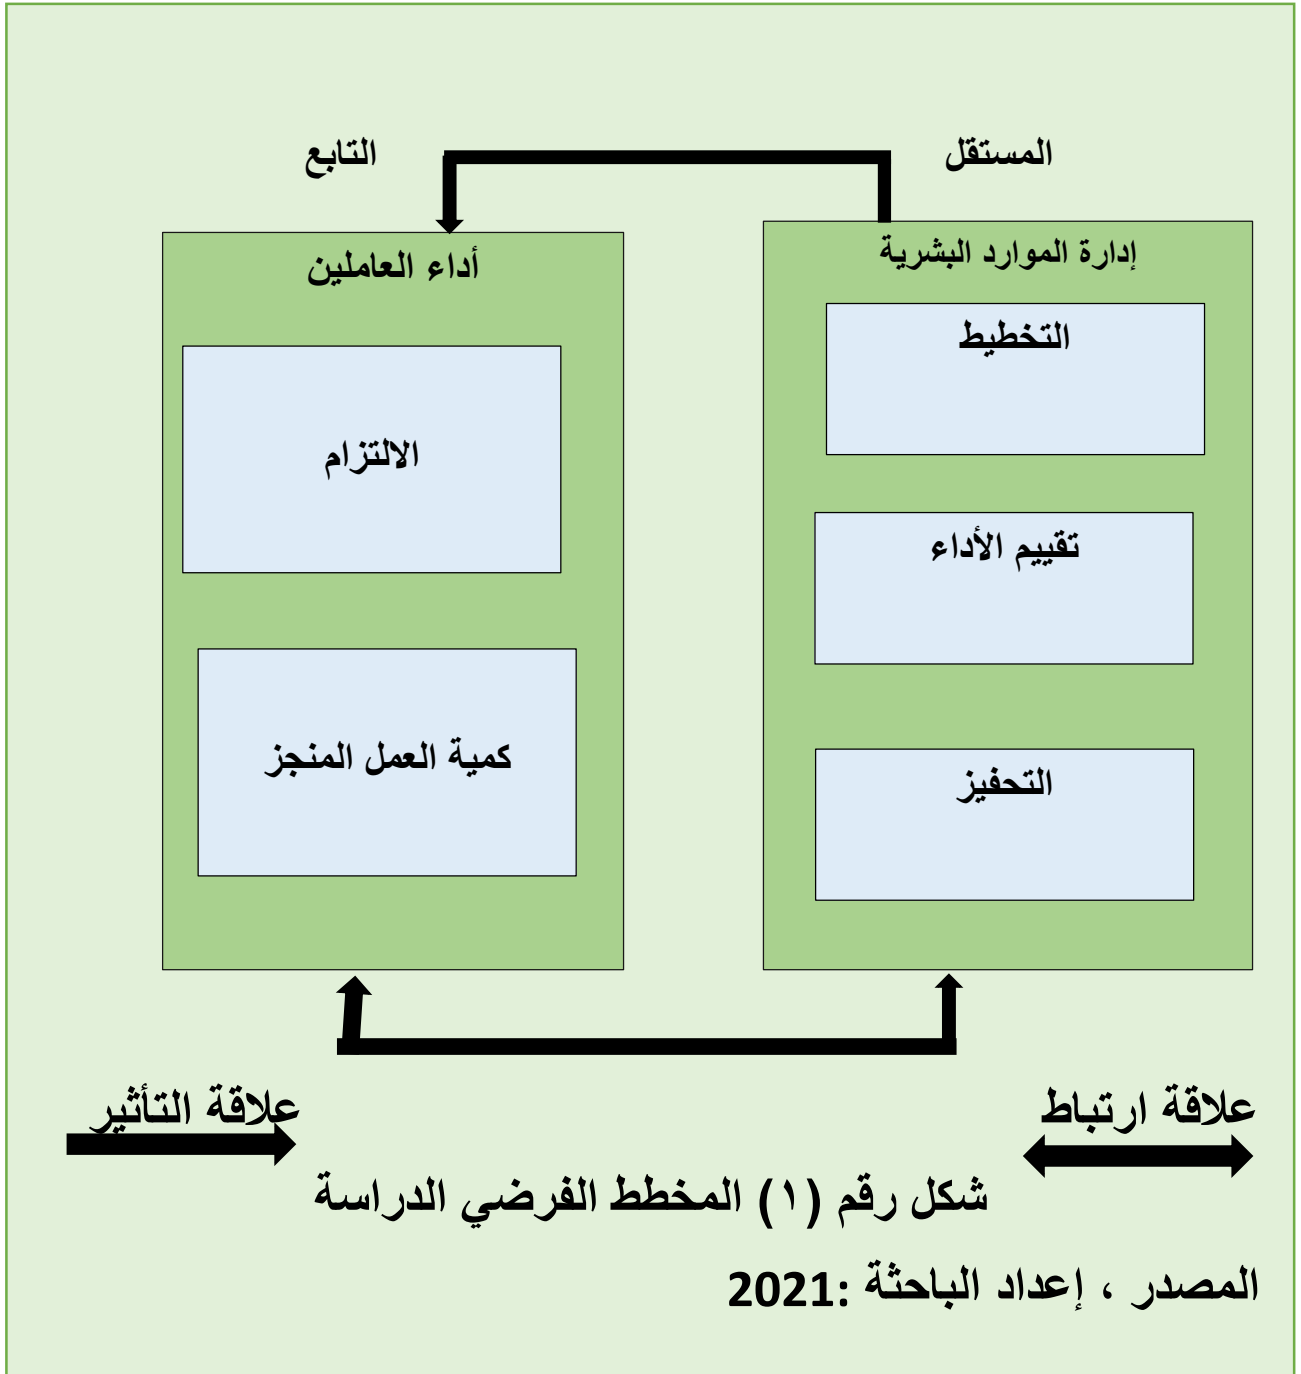 المستقل
التابع
إدارة الموارد البشرية
التخطيط
تقييم الأداء
التحفيز
أداء العاملين
الالتزام
كمية العمل المنجز
علاقة ارتباط
علاقة التأثير
شكل رقم (١) المخطط الفرضي الدراسة
المصدر ، إعداد الباحثة :2021